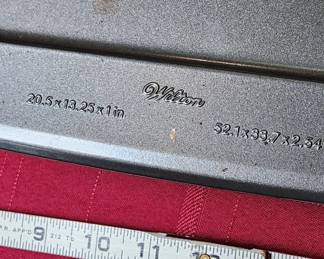 Wilton
20.5 x 13.25 x 1 in
52.1 x 33.7 x 2.54
9 10 11